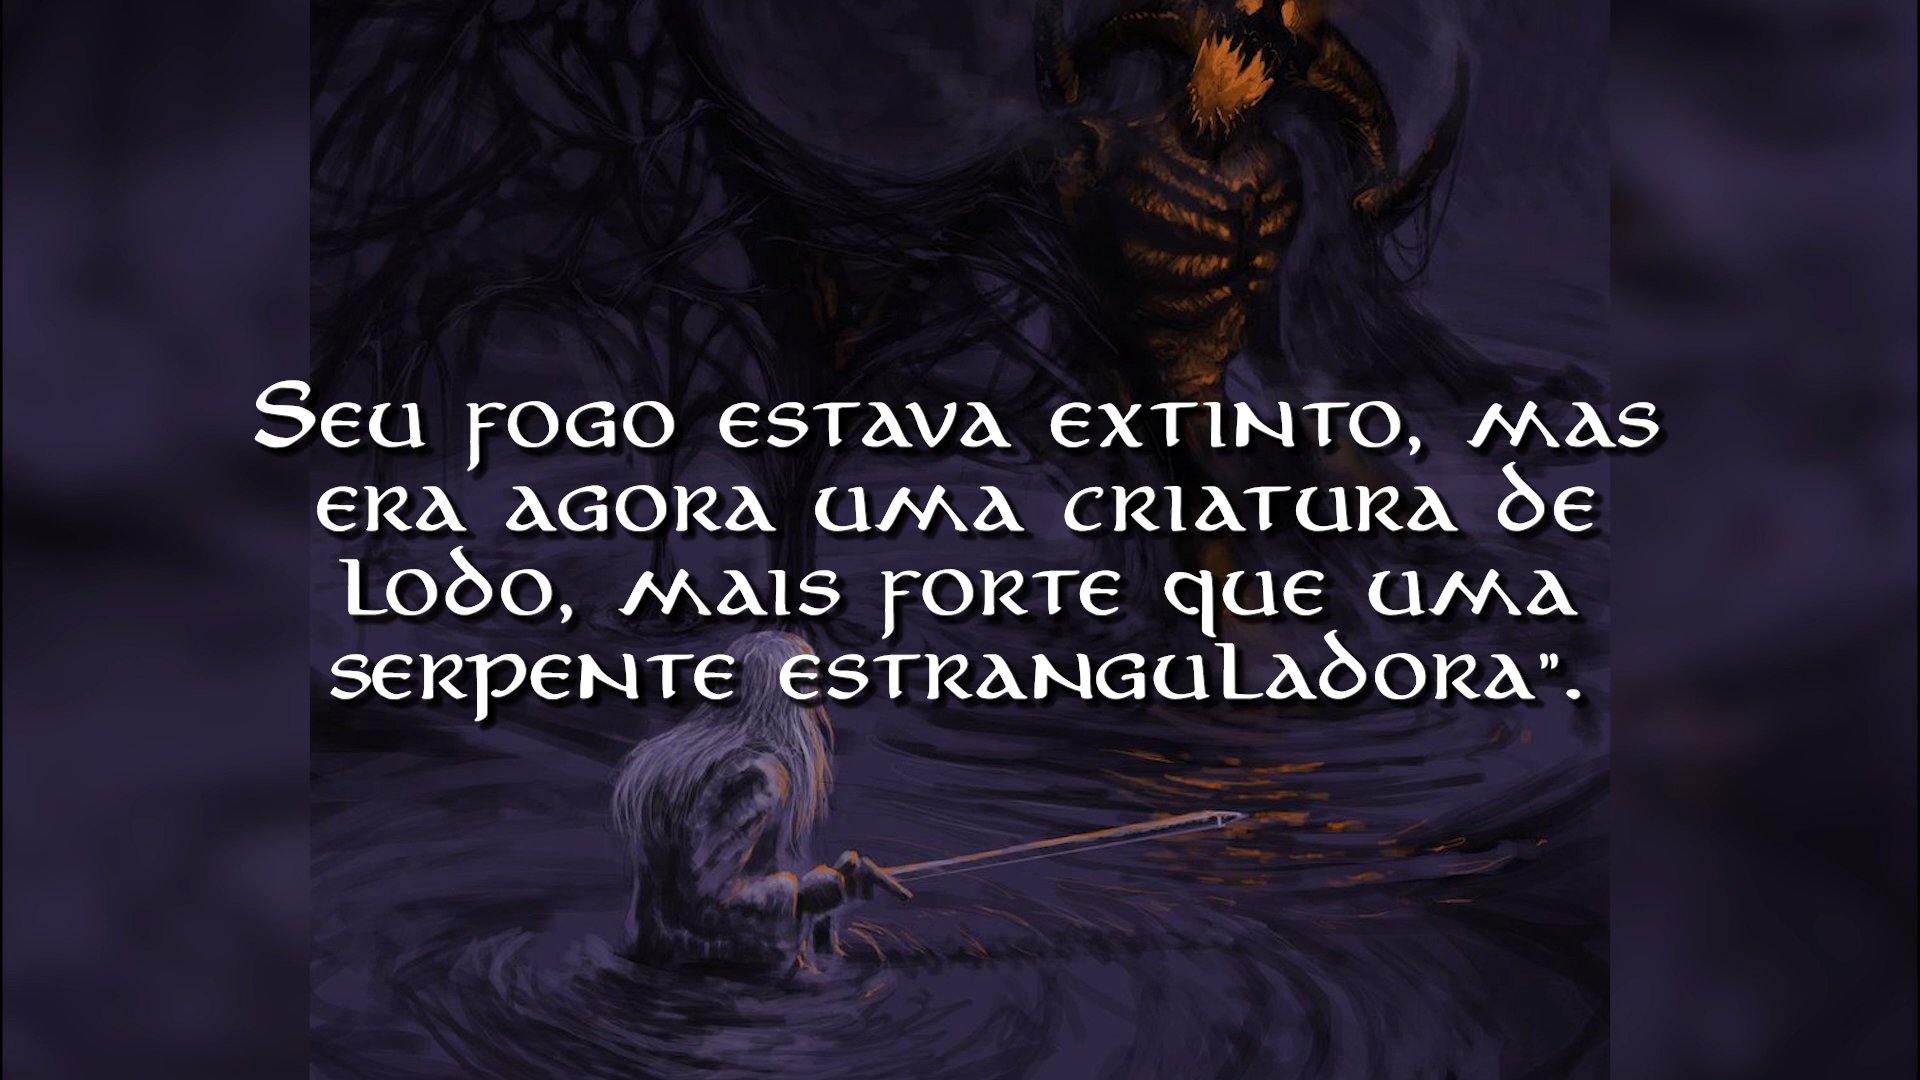 Seu fogo estava extinto, mas
era agora uma criatura de
lodo, mais forte que uma
serpente estranguladora".